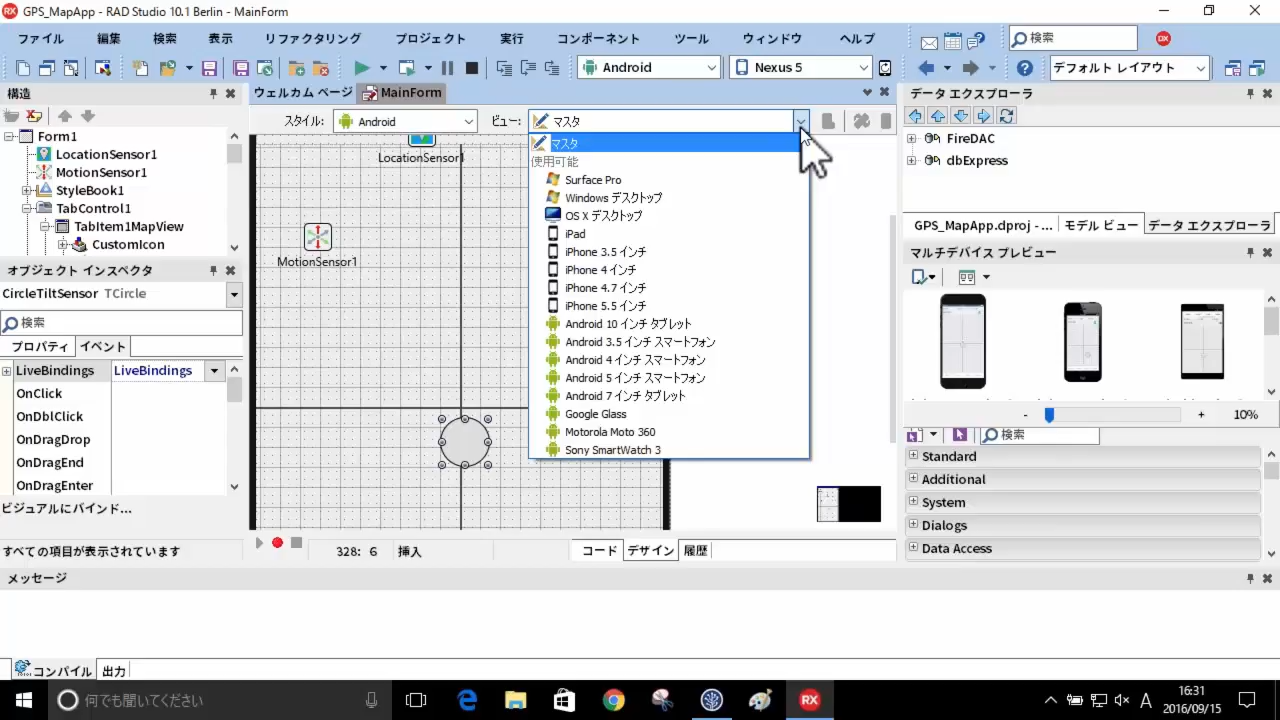 GPS_MapApp - RAD Studio 10.1 Berlin - MainForm
ファイル 編集 検索 表示 リファクタリング プロジェクト 実行 コンポーネント ツール ウィンドウ ヘルプ
検索
Android
Nexus 5
デフォルト レイアウト
構造
Form1
LocationSensor1
MotionSensor1
StyleBook1
TabControl1
TabItem1MapView
CustomIcon
オブジェクト インスペクタ
CircleTiltSensor TCircle
検索
プロパティ イベント
LiveBindings LiveBindings
OnClick
OnDblClick
OnDragDrop
OnDragEnd
OnDragEnter
ビジュアルにバインド...
すべての項目が表示されています
ウェルカム ページ MainForm
スタイル: Android ビュー: マスタ
LocationSensor1
MotionSensor1
マスタ
使用可能
Surface Pro
Windows デスクトップ
OS X デスクトップ
iPad
iPhone 3.5 インチ
iPhone 4 インチ
iPhone 4.7 インチ
iPhone 5.5 インチ
Android 10 インチ タブレット
Android 3.5 インチ スマートフォン
Android 4 インチ スマートフォン
Android 5 インチ スマートフォン
Android 7 インチ タブレット
Google Glass
Motorola Moto 360
Sony SmartWatch 3
328: 6 挿入
コード デザイン 履歴
データ エクスプローラ
FireDAC
dbExpress
GPS_MapApp.dproj - ... モデル ビュー データ エクスプローラ
マルチデバイス プレビュー
- + 10%
検索
Standard
Additional
System
Dialogs
Data Access
メッセージ
コンパイル 出力
何でも聞いてください
A
16:31
2016/09/15